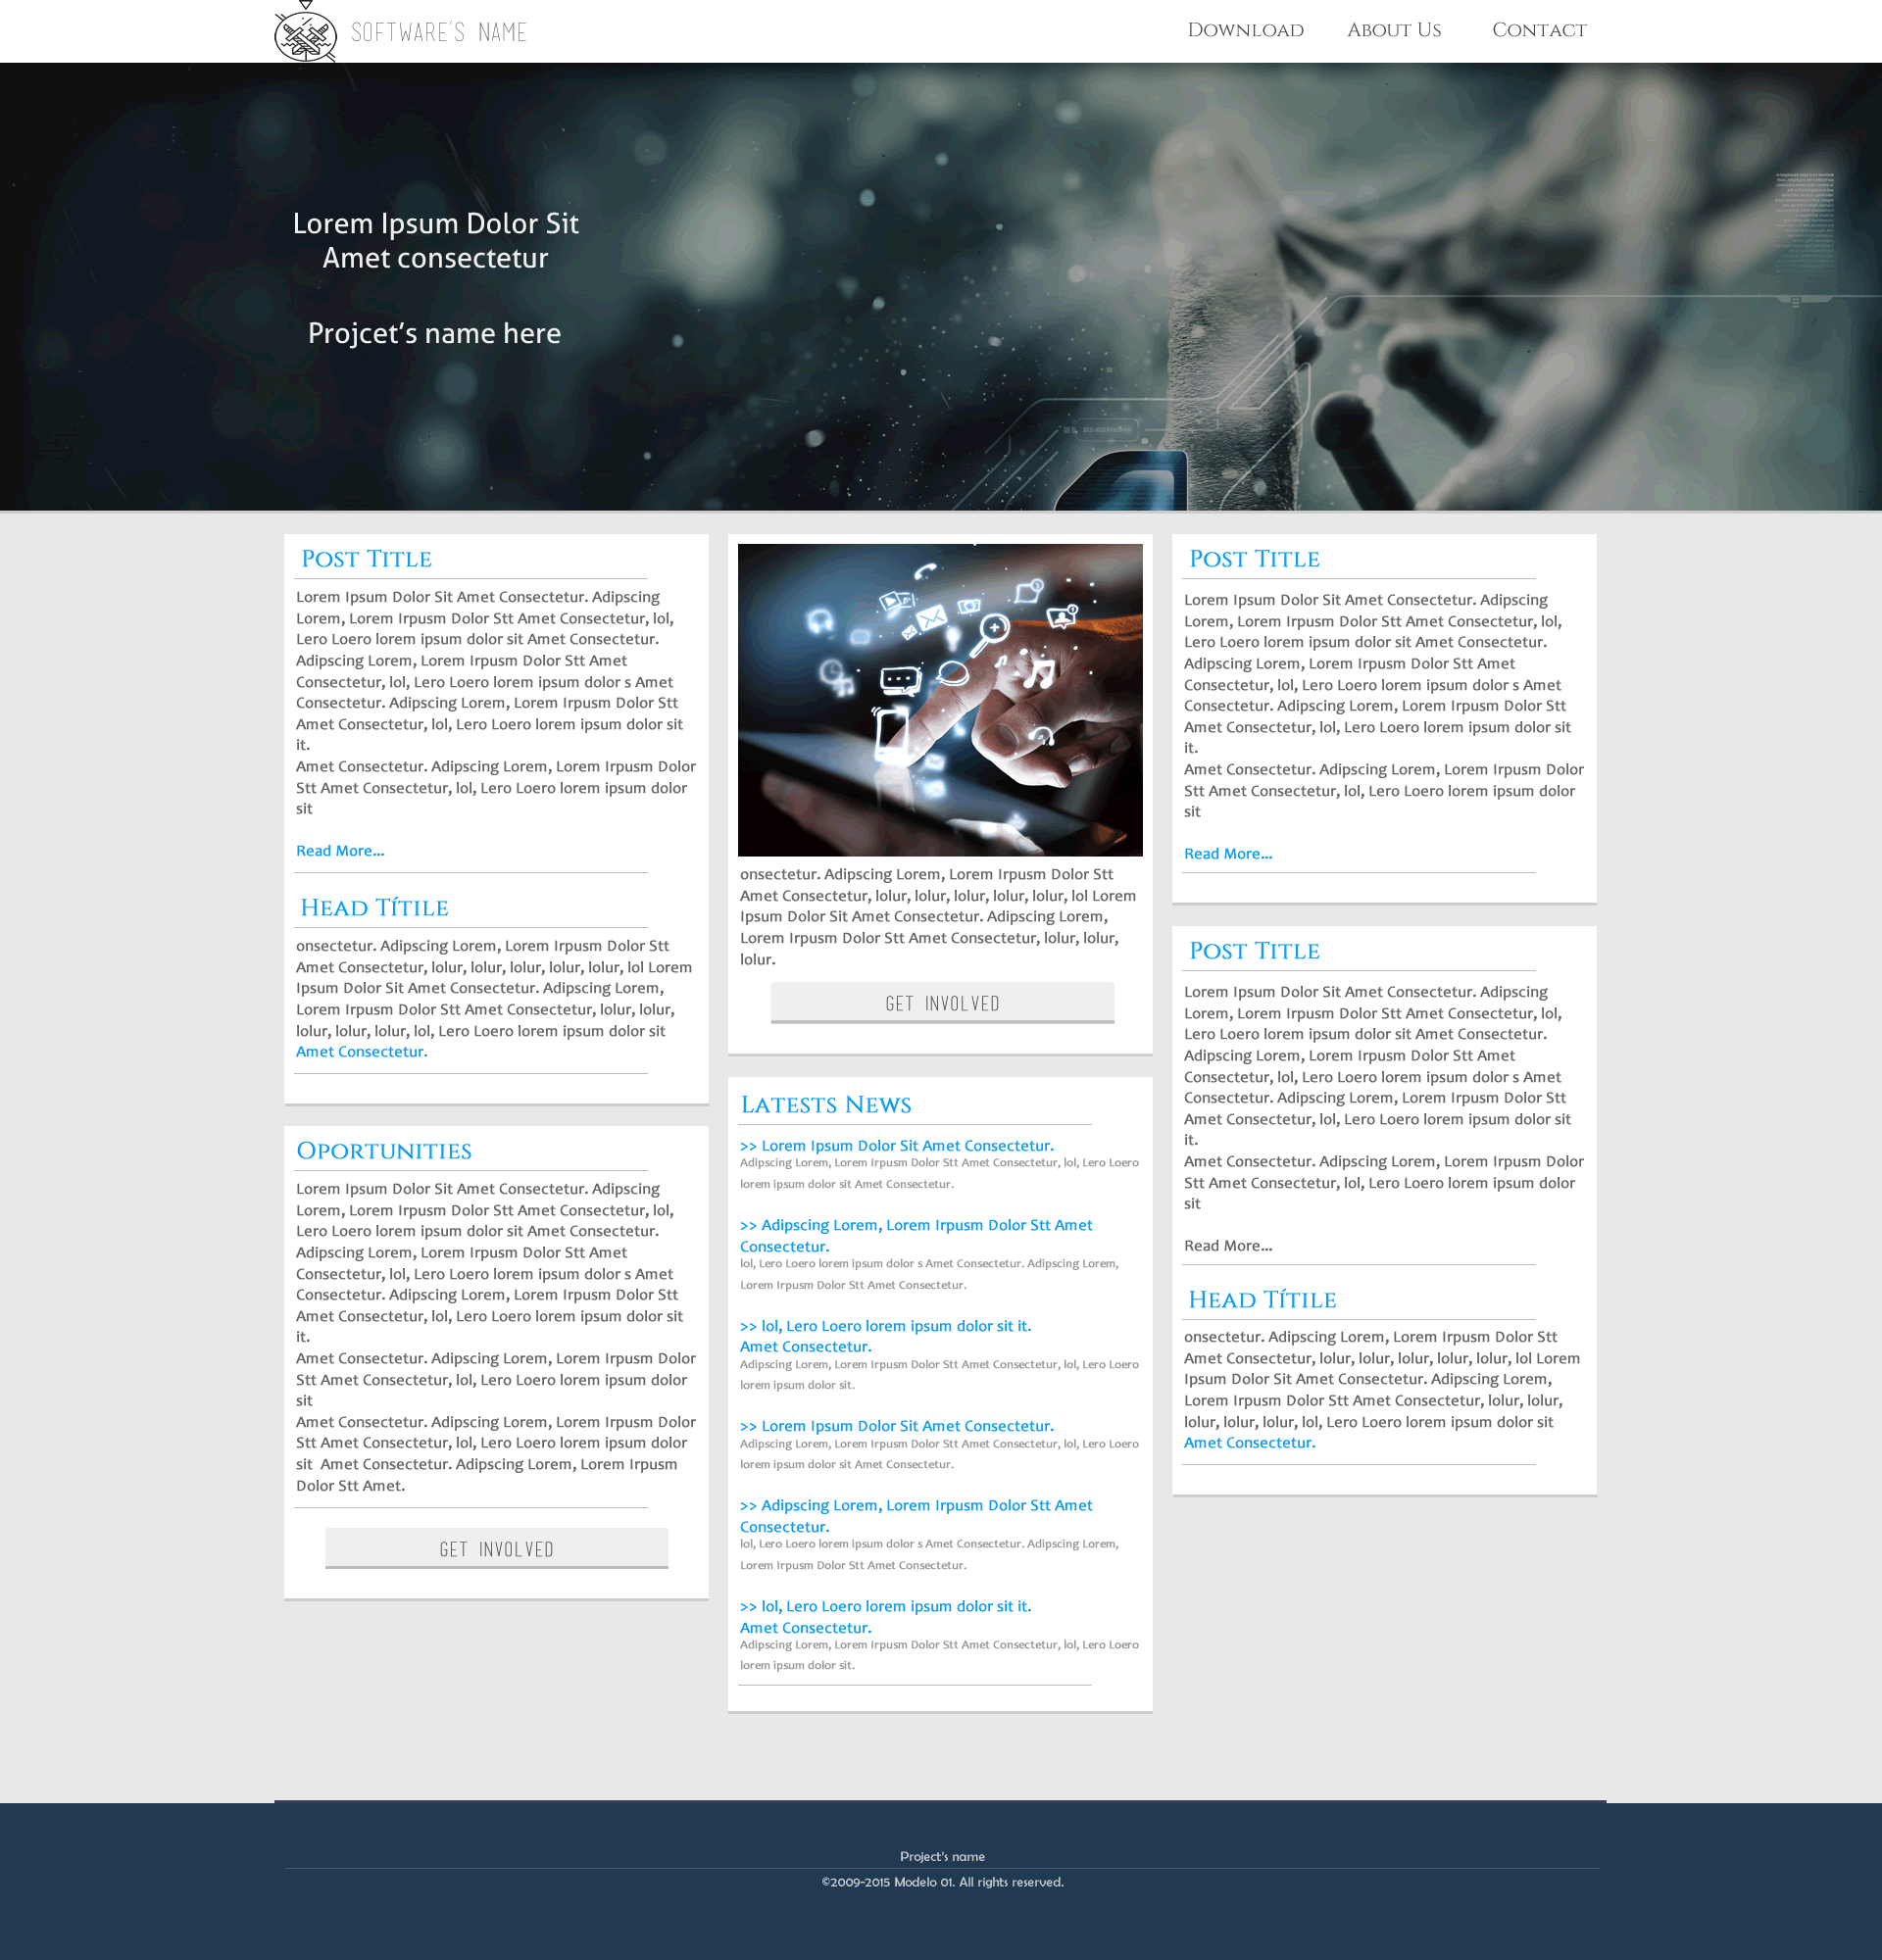 SOFTWARE'S NAME
Download
About Us
Contact
Lorem Ipsum Dolor Sit
Amet consectetur
Projcet's name here
Post Title
Lorem Ipsum Dolor Sit Amet Consectetur. Adipscing
Lorem, Lorem Irpusm Dolor Stt Amet Consectetur, lol,
Lero Loero lorem ipsum dolor sit Amet Consectetur.
Adipscing Lorem, Lorem Irpusm Dolor Stt Amet
Consectetur, lol, Lero Loero lorem ipsum dolor s Amet
Consectetur. Adipscing Lorem, Lorem Irpusm Dolor Stt
Amet Consectetur, lol, Lero Loero lorem ipsum dolor sit
it.
Amet Consectetur. Adipscing Lorem, Lorem Irpusm Dolor
Stt Amet Consectetur, lol, Lero Loero lorem ipsum dolor
sit
Read More...
Head Títile
onsectetur. Adipscing Lorem, Lorem Irpusm Dolor Stt
Amet Consectetur, lolur, lolur, lolur, lolur, lolur, lol Lorem
Ipsum Dolor Sit Amet Consectetur. Adipscing Lorem,
Lorem Irpusm Dolor Stt Amet Consectetur, lolur, lolur,
lolur, lolur, lolur, lol, Lero Loero lorem ipsum dolor sit
Amet Consectetur.
Oportunities
Lorem Ipsum Dolor Sit Amet Consectetur. Adipscing
Lorem, Lorem Irpusm Dolor Stt Amet Consectetur, lol,
Lero Loero lorem ipsum dolor sit Amet Consectetur.
Adipscing Lorem, Lorem Irpusm Dolor Stt Amet
Consectetur, lol, Lero Loero lorem ipsum dolor s Amet
Consectetur. Adipscing Lorem, Lorem Irpusm Dolor Stt
Amet Consectetur, lol, Lero Loero lorem ipsum dolor sit
it.
Amet Consectetur. Adipscing Lorem, Lorem Irpusm Dolor
Stt Amet Consectetur, lol, Lero Loero lorem ipsum dolor
sit
Amet Consectetur. Adipscing Lorem, Lorem Irpusm Dolor
Stt Amet Consectetur, lol, Lero Loero lorem ipsum dolor
sit Amet Consectetur. Adipscing Lorem, Lorem Irpusm
Dolor Stt Amet.
GET INVOLVED
onsectetur. Adipscing Lorem, Lorem Irpusm Dolor Stt
Amet Consectetur, lolur, lolur, lolur, lolur, lolur, lol Lorem
Ipsum Dolor Sit Amet Consectetur. Adipscing Lorem,
Lorem Irpusm Dolor Stt Amet Consectetur, lolur, lolur,
lolur.
GET INVOLVED
Latests News
>> Lorem Ipsum Dolor Sit Amet Consectetur.
Adipscing Lorem, Lorem Irpusm Dolor Stt Amet Consectetur, lol, Lero Loero
lorem ipsum dolor sit Amet Consectetur.
>> Adipscing Lorem, Lorem Irpusm Dolor Stt Amet
Consectetur.
lol, Lero Loero lorem ipsum dolor s Amet Consectetur. Adipscing Lorem,
Lorem Irpusm Dolor Stt Amet Consectetur.
>> lol, Lero Loero lorem ipsum dolor sit it.
Amet Consectetur.
Adipscing Lorem, Lorem Irpusm Dolor Stt Amet Consectetur, lol, Lero Loero
lorem ipsum dolor sit.
>> Lorem Ipsum Dolor Sit Amet Consectetur.
Adipscing Lorem, Lorem Irpusm Dolor Stt Amet Consectetur, lol, Lero Loero
lorem ipsum dolor sit Amet Consectetur.
>> Adipscing Lorem, Lorem Irpusm Dolor Stt Amet
Consectetur.
lol, Lero Loero lorem ipsum dolor s Amet Consectetur. Adipscing Lorem,
Lorem Irpusm Dolor Stt Amet Consectetur.
>> lol, Lero Loero lorem ipsum dolor sit it.
Amet Consectetur.
Adipscing Lorem, Lorem Irpusm Dolor Stt Amet Consectetur, lol, Lero Loero
lorem ipsum dolor sit.
Post Title
Lorem Ipsum Dolor Sit Amet Consectetur. Adipscing
Lorem, Lorem Irpusm Dolor Stt Amet Consectetur, lol,
Lero Loero lorem ipsum dolor sit Amet Consectetur.
Adipscing Lorem, Lorem Irpusm Dolor Stt Amet
Consectetur, lol, Lero Loero lorem ipsum dolor s Amet
Consectetur. Adipscing Lorem, Lorem Irpusm Dolor Stt
Amet Consectetur, lol, Lero Loero lorem ipsum dolor sit
it.
Amet Consectetur. Adipscing Lorem, Lorem Irpusm Dolor
Stt Amet Consectetur, lol, Lero Loero lorem ipsum dolor
sit
Read More...
Post Title
Lorem Ipsum Dolor Sit Amet Consectetur. Adipscing
Lorem, Lorem Irpusm Dolor Stt Amet Consectetur, lol,
Lero Loero lorem ipsum dolor sit Amet Consectetur.
Adipscing Lorem, Lorem Irpusm Dolor Stt Amet
Consectetur, lol, Lero Loero lorem ipsum dolor s Amet
Consectetur. Adipscing Lorem, Lorem Irpusm Dolor Stt
Amet Consectetur, lol, Lero Loero lorem ipsum dolor sit
it.
Amet Consectetur. Adipscing Lorem, Lorem Irpusm Dolor
Stt Amet Consectetur, lol, Lero Loero lorem ipsum dolor
sit
Read More...
Head Títile
onsectetur. Adipscing Lorem, Lorem Irpusm Dolor Stt
Amet Consectetur, lolur, lolur, lolur, lolur, lolur, lol Lorem
Ipsum Dolor Sit Amet Consectetur. Adipscing Lorem,
Lorem Irpusm Dolor Stt Amet Consectetur, lolur, lolur,
lolur, lolur, lolur, lol, Lero Loero lorem ipsum dolor sit
Amet Consectetur.
Project's name
©2009-2015 Modelo 01. All rights reserved.